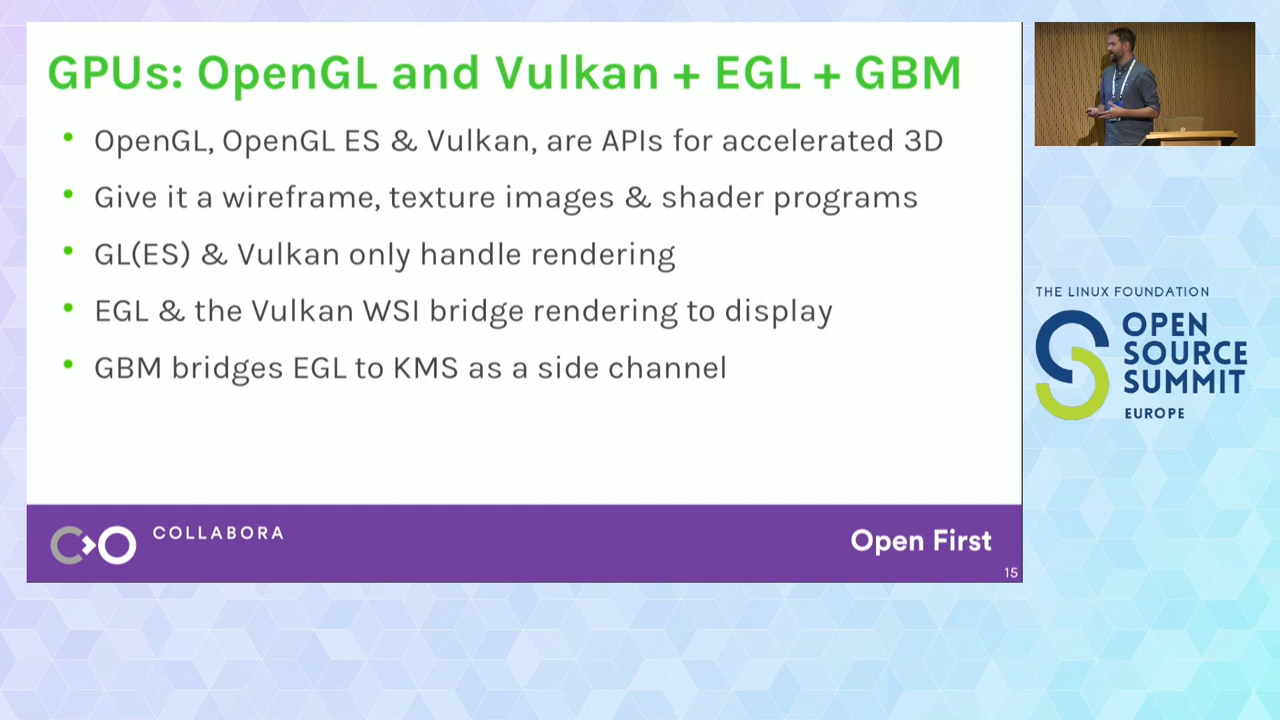 GPUs: OpenGL and Vulkan + EGL + GBM
• OpenGL, OpenGL ES & Vulkan, are APIs for accelerated 3D
• Give it a wireframe, texture images & shader programs
• GL(ES) & Vulkan only handle rendering
• EGL & the Vulkan WSI bridge rendering to display
• GBM bridges EGL to KMS as a side channel
COLLABORA
Open First
15
THE LINUX FOUNDATION
OPEN
SOURCE
SUMMIT
EUROPE